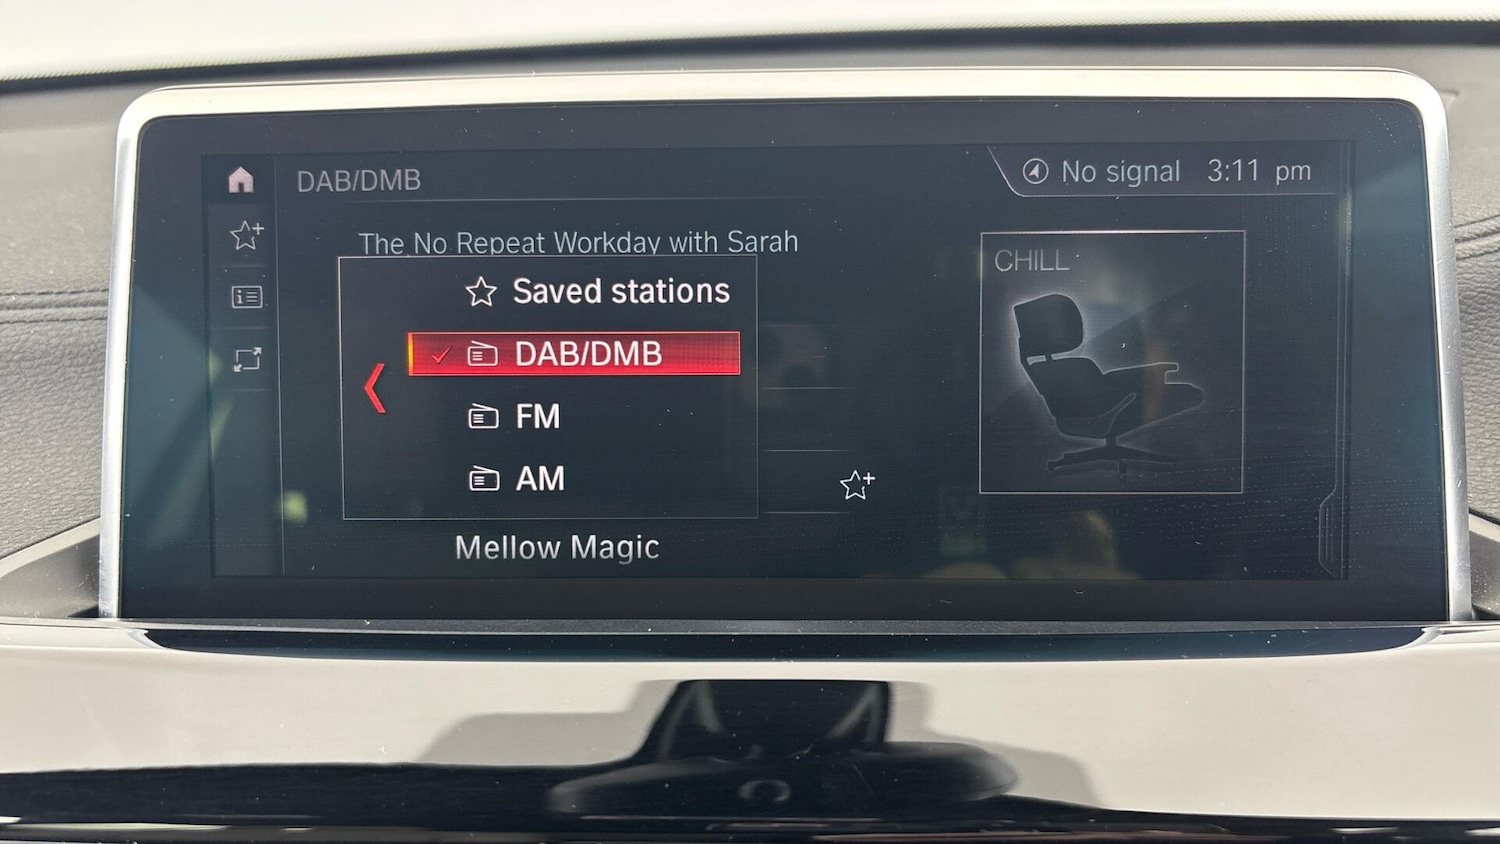 DAB/DMB
No signal 3:11 pm
The No Repeat Workday with Sarah
CHILL
Saved stations
DAB/DMB
FM
AM
Mellow Magic